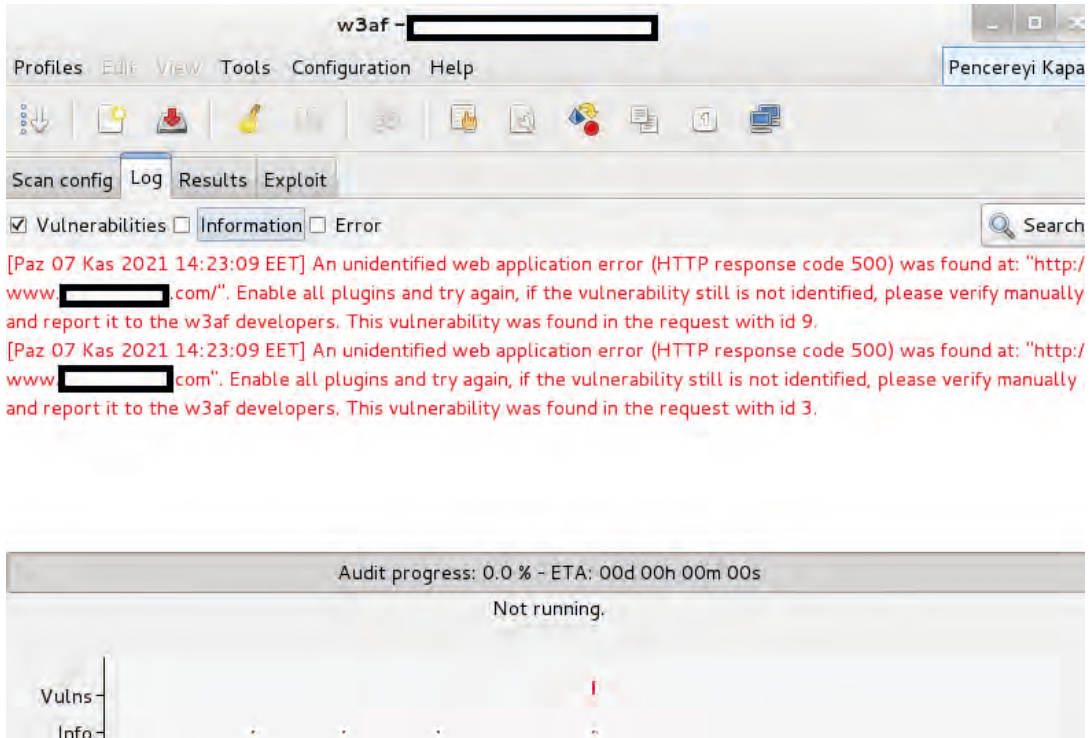 w3af -
Profiles Edit View Tools Configuration Help
Pencereyi Kapa
Scan config Log Results Exploit
Vulnerabilities Information Error
Search
[Paz 07 Kas 2021 14:23:09 EET] An unidentified web application error (HTTP response code 500) was found at: "http:/
www. .com/". Enable all plugins and try again, if the vulnerability still is not identified, please verify manually
and report it to the w3af developers. This vulnerability was found in the request with id 9.
[Paz 07 Kas 2021 14:23:09 EET] An unidentified web application error (HTTP response code 500) was found at: "http:/
www. com". Enable all plugins and try again, if the vulnerability still is not identified, please verify manually
and report it to the w3af developers. This vulnerability was found in the request with id 3.
Audit progress: 0.0 % - ETA: 00d 00h 00m 00s
Not running.
Vulns
Info